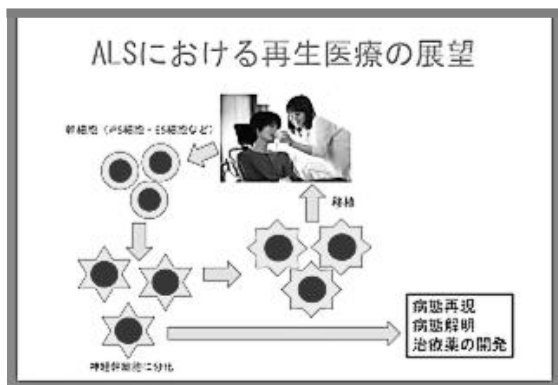 ALSにおける再生医療の展望
幹細胞（iPS細胞・ES細胞など）
移植
神経幹細胞に分化
病態再現
病態解明
治療薬の開発